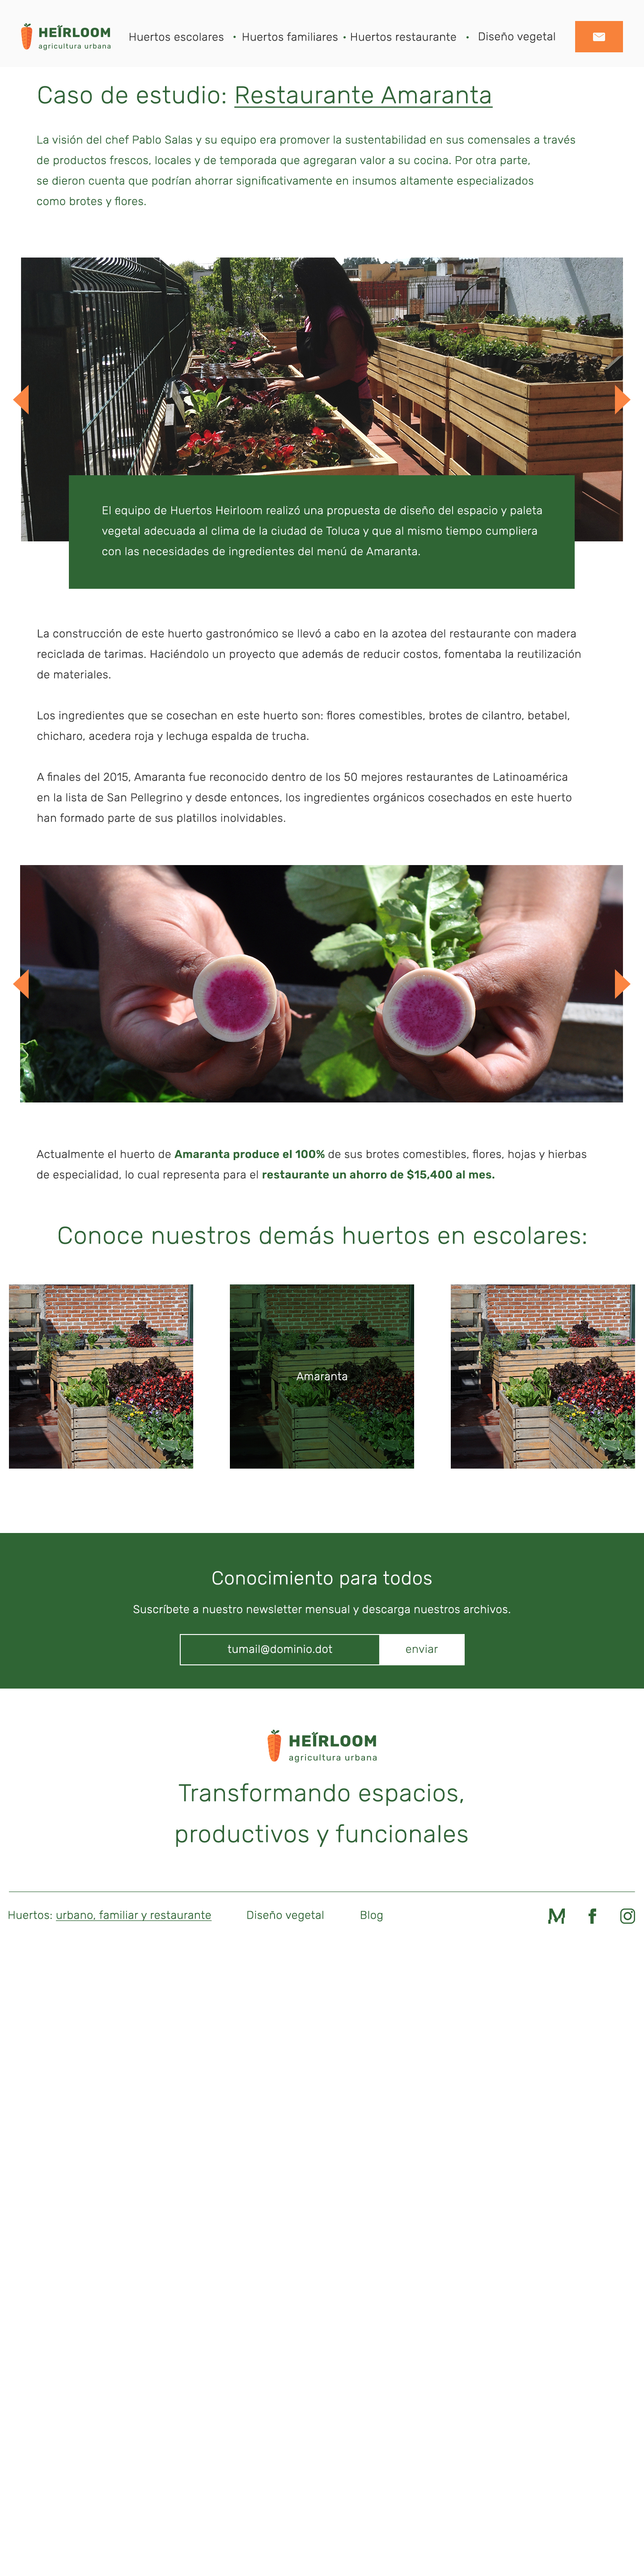 HEIRLOOM
agricultura urbana
Huertos escolares • Huertos familiares • Huertos restaurante • Diseño vegetal
Caso de estudio: Restaurante Amaranta
La visión del chef Pablo Salas y su equipo era promover la sustentabilidad en sus comensales a través
de productos frescos, locales y de temporada que agregaran valor a su cocina. Por otra parte,
se dieron cuenta que podrían ahorrar significativamente en insumos altamente especializados
como brotes y flores.
El equipo de Huertos Heirloom realizó una propuesta de diseño del espacio y paleta
vegetal adecuada al clima de la ciudad de Toluca y que al mismo tiempo cumpliera
con las necesidades de ingredientes del menú de Amaranta.
La construcción de este huerto gastronómico se llevó a cabo en la azotea del restaurante con madera
reciclada de tarimas. Haciéndolo un proyecto que además de reducir costos, fomentaba la reutilización
de materiales.
Los ingredientes que se cosechan en este huerto son: flores comestibles, brotes de cilantro, betabel,
chicharo, acedera roja y lechuga espalda de trucha.
A finales del 2015, Amaranta fue reconocido dentro de los 50 mejores restaurantes de Latinoamérica
en la lista de San Pellegrino y desde entonces, los ingredientes orgánicos cosechados en este huerto
han formado parte de sus platillos inolvidables.
Actualmente el huerto de Amaranta produce el 100% de sus brotes comestibles, flores, hojas y hierbas
de especialidad, lo cual representa para el restaurante un ahorro de $15,400 al mes.
Conoce nuestros demás huertos en escolares:
Amaranta
Conocimiento para todos
Suscríbete a nuestro newsletter mensual y descarga nuestros archivos.
tumail@dominio.dot enviar
HEIRLOOM
agricultura urbana
Transformando espacios,
productivos y funcionales
Huertos: urbano, familiar y restaurante Diseño vegetal Blog